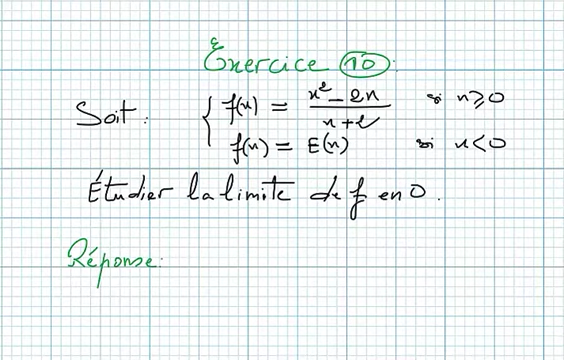 Exercice 10:
Soit: { f(x) = (x² - 2x)/(x + 2) si x ≥ 0
f(x) = E(x) si x < 0
Étudier la limite de f en 0.
Réponse: